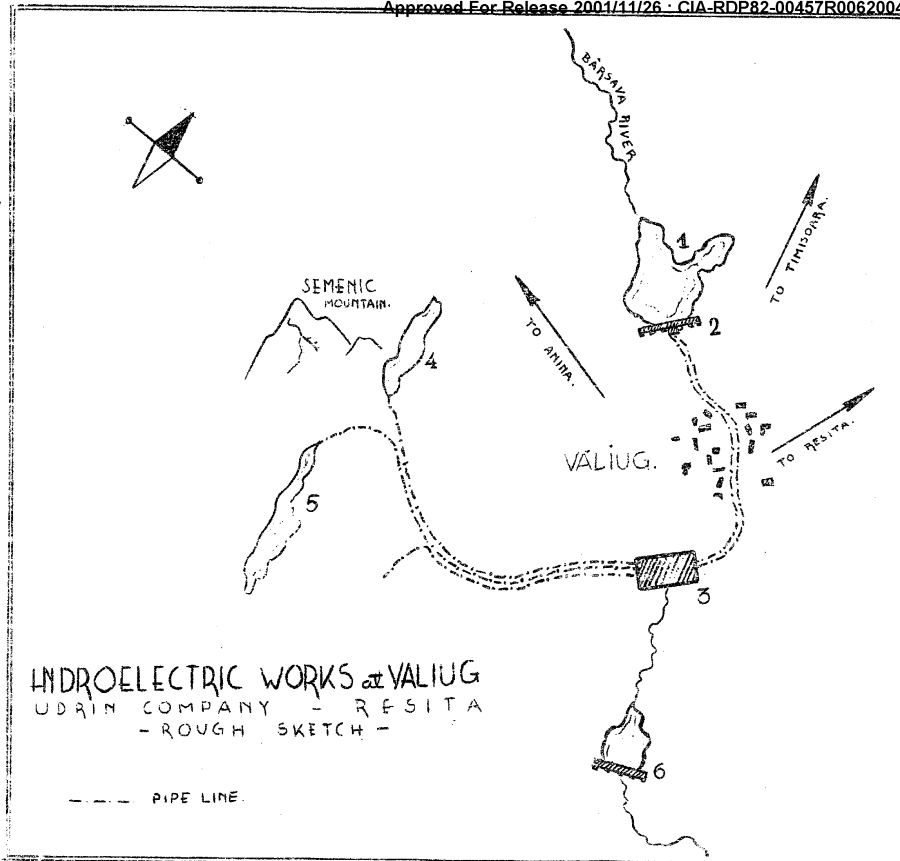 Approved For Release 2001/11/26 : CIA-RDP82-00457R0062004
BÂRSAVA RIVER
1
TO TIMISOARA.
SEMENIC
MOUNTAIN.
2
TO ANINA.
4
VĂLIUG.
TO RESITA.
5
3
HYDROELECTRIC WORKS at VALIUG
UDRIN COMPANY - RESITA
- ROUGH SKETCH -
6
PIPE LINE.